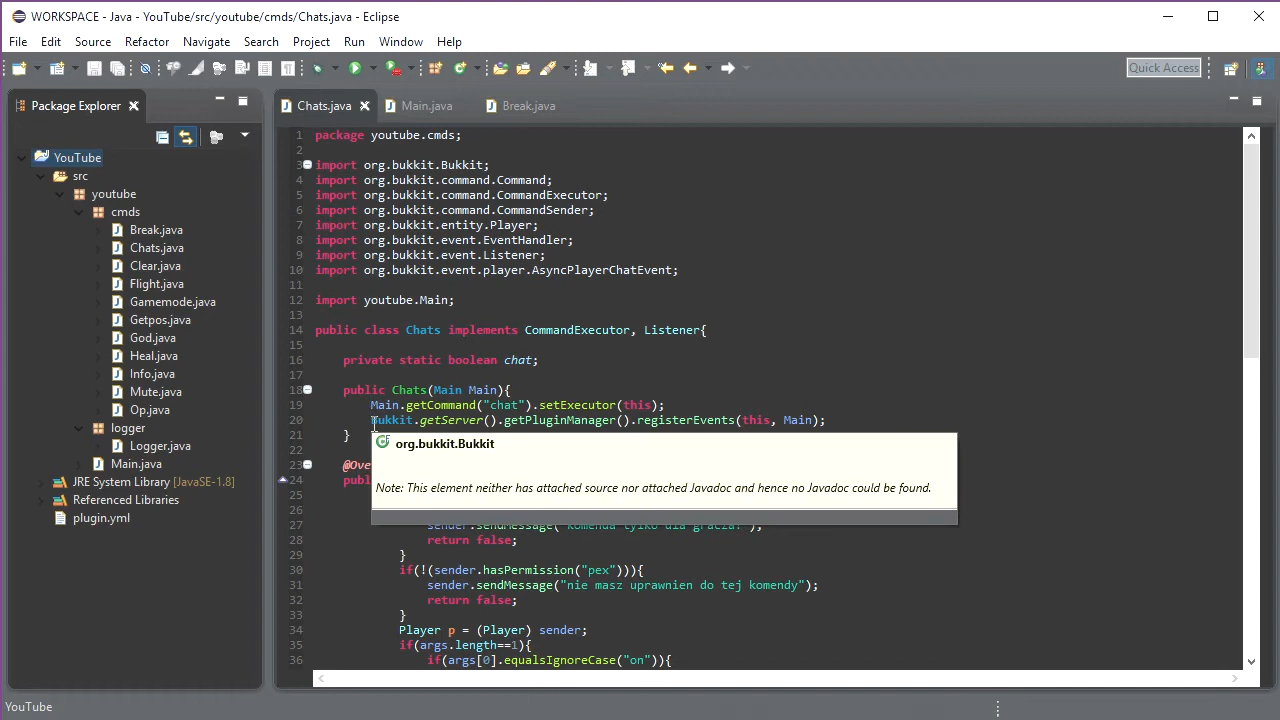 WORKSPACE - Java - YouTube/src/youtube/cmds/Chats.java - Eclipse
File Edit Source Refactor Navigate Search Project Run Window Help
Quick Access
Package Explorer
YouTube
src
youtube
cmds
Break.java
Chats.java
Clear.java
Flight.java
Gamemode.java
Getpos.java
God.java
Heal.java
Info.java
Mute.java
Op.java
logger
Logger.java
Main.java
JRE System Library [JavaSE-1.8]
Referenced Libraries
plugin.yml
Chats.java Main.java Break.java
1 package youtube.cmds;
2
3 import org.bukkit.Bukkit;
4 import org.bukkit.command.Command;
5 import org.bukkit.command.CommandExecutor;
6 import org.bukkit.command.CommandSender;
7 import org.bukkit.entity.Player;
8 import org.bukkit.event.EventHandler;
9 import org.bukkit.event.Listener;
10 import org.bukkit.event.player.AsyncPlayerChatEvent;
11
12 import youtube.Main;
13
14 public class Chats implements CommandExecutor, Listener{
15
16 private static boolean chat;
17
18 public Chats(Main Main){
19 Main.getCommand("chat").setExecutor(this);
20 Bukkit.getServer().getPluginManager().registerEvents(this, Main);
21 }
22
23 @Ove
24 publ
25
26
27 sender.sendMessage("komenda tylko dla gracza!");
28 return false;
29 }
30 if(!(sender.hasPermission("pex"))){
31 sender.sendMessage("nie masz uprawnien do tej komendy");
32 return false;
33 }
34 Player p = (Player) sender;
35 if(args.length==1){
36 if(args[0].equalsIgnoreCase("on")){
org.bukkit.Bukkit
Note: This element neither has attached source nor attached Javadoc and hence no Javadoc could be found.
YouTube